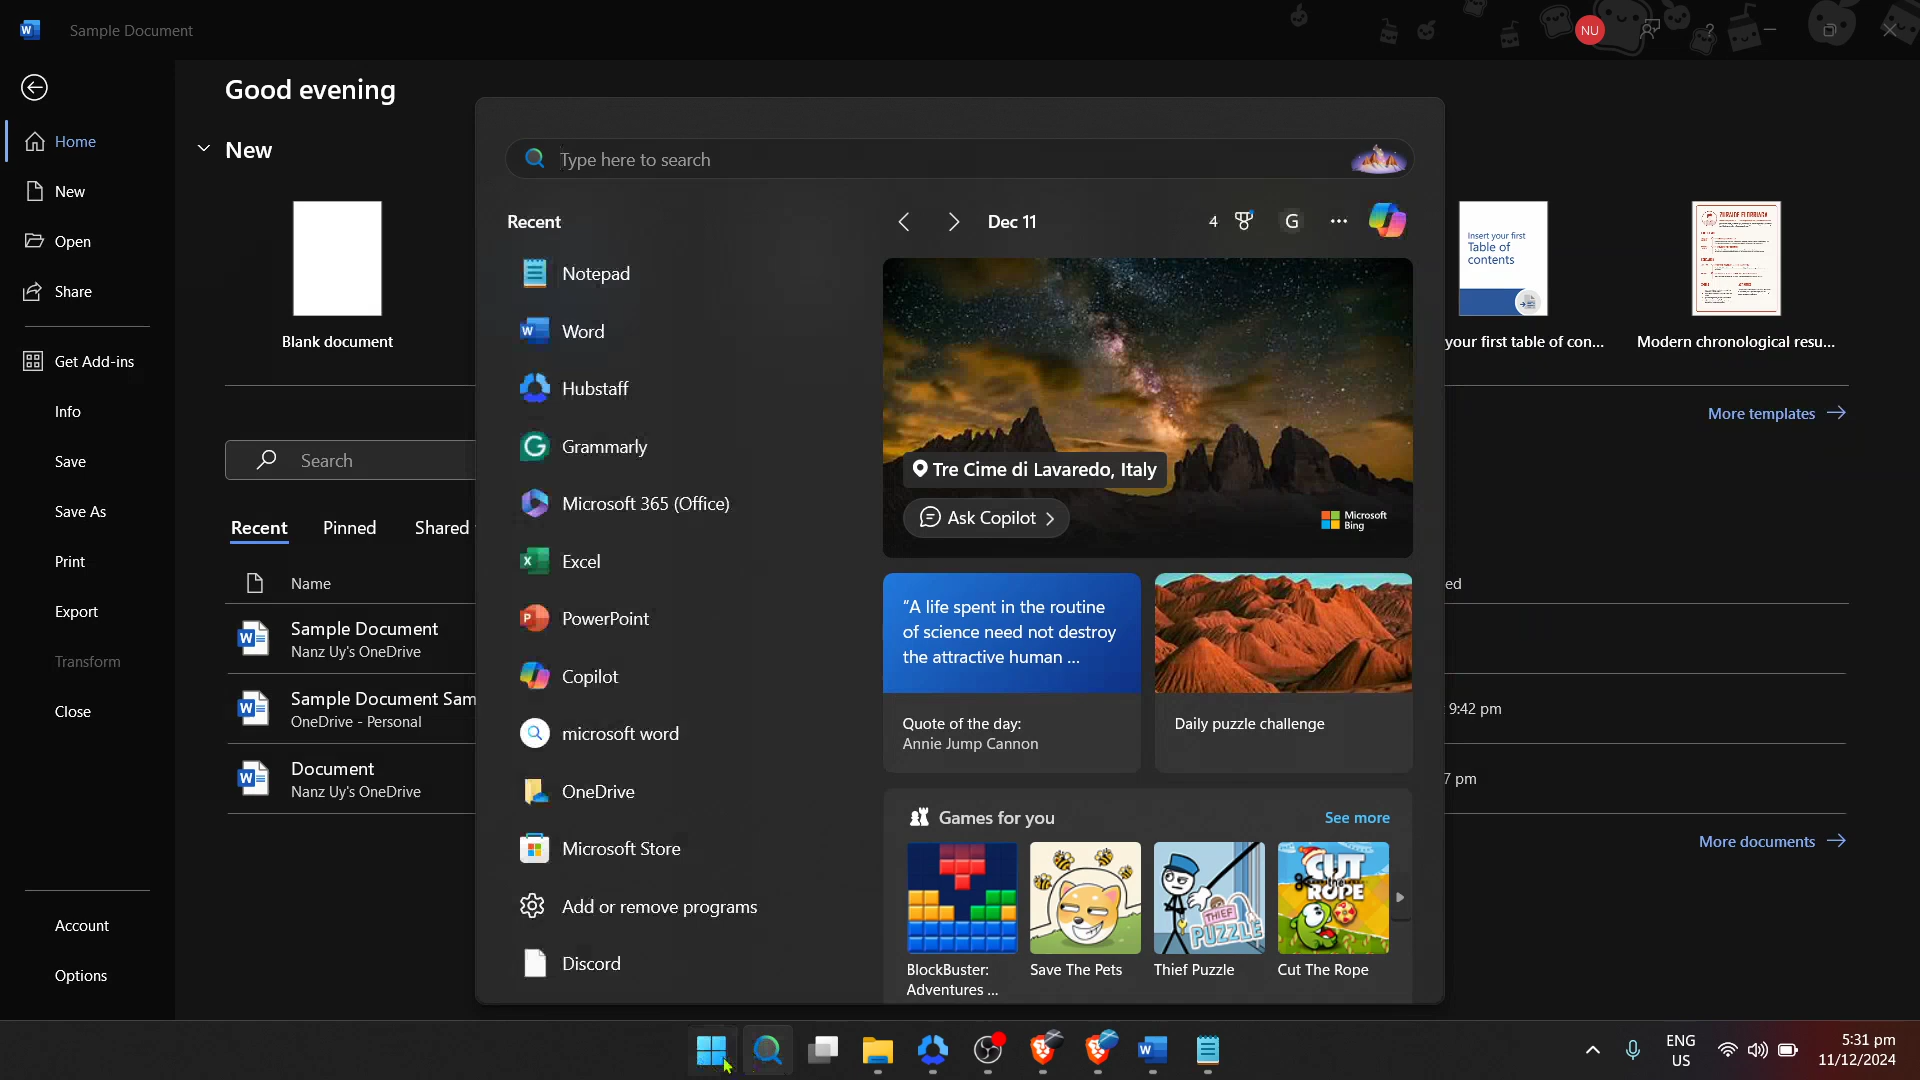 Sample Document
NU
?
Good evening
Home
New
Open
Share
Get Add-ins
Info
Save
Save As
Print
Export
Transform
Close
Account
Options
New
Blank document
Insert your first
Table of
contents
your first table of con...
Modern chronological resu...
More templates
Search
Recent
Pinned
Shared
Name
ed
Sample Document
Nanz Uy's OneDrive
Sample Document Sam
OneDrive - Personal
9:42 pm
Document
Nanz Uy's OneDrive
7 pm
More documents
Type here to search
Recent
Notepad
Word
Hubstaff
Grammarly
Microsoft 365 (Office)
Excel
PowerPoint
Copilot
microsoft word
OneDrive
Microsoft Store
Add or remove programs
Discord
Dec 11
4
G
Tre Cime di Lavaredo, Italy
Ask Copilot
Microsoft
Bing
“A life spent in the routine
of science need not destroy
the attractive human ...
Quote of the day:
Annie Jump Cannon
Daily puzzle challenge
Games for you
See more
THIEF
PUZZLE
CUT
THE
ROPE
BlockBuster:
Adventures ...
Save The Pets
Thief Puzzle
Cut The Rope
ENG
US
5:31 pm
11/12/2024